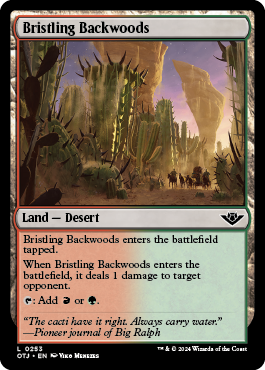 Bristling Backwoods
Land — Desert
Bristling Backwoods enters the battlefield
tapped.
When Bristling Backwoods enters the
battlefield, it deals 1 damage to target
opponent.
: Add or .
"The cacti have it right. Always carry water."
—Pioneer journal of Big Ralph
L 0253
OTJ • EN Viko Menezes
™ & © 2024 Wizards of the Coast